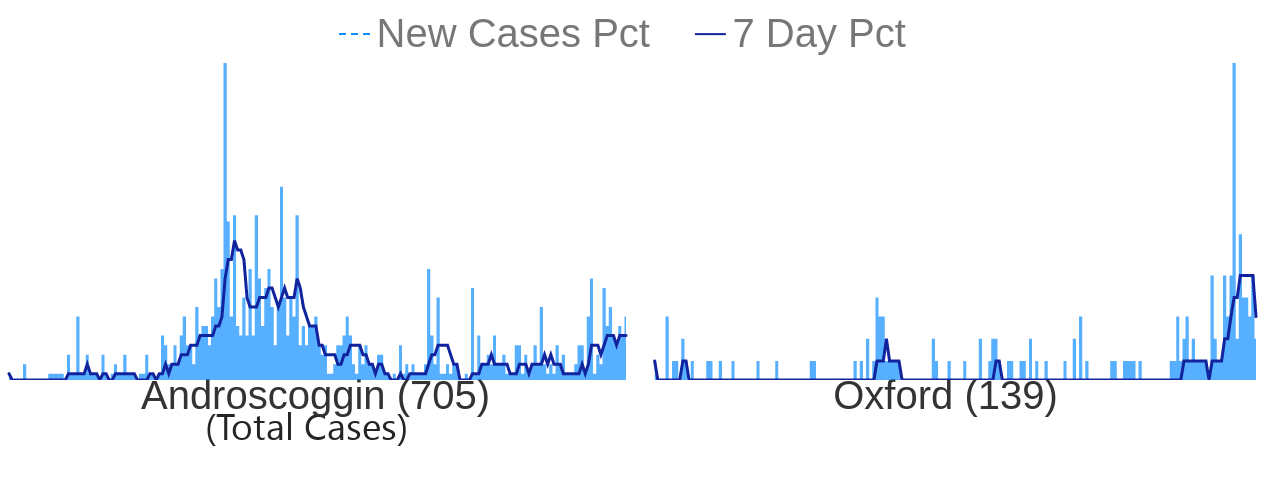 New Cases Pct 7 Day Pct
Androscoggin (705)
(Total Cases)
Oxford (139)